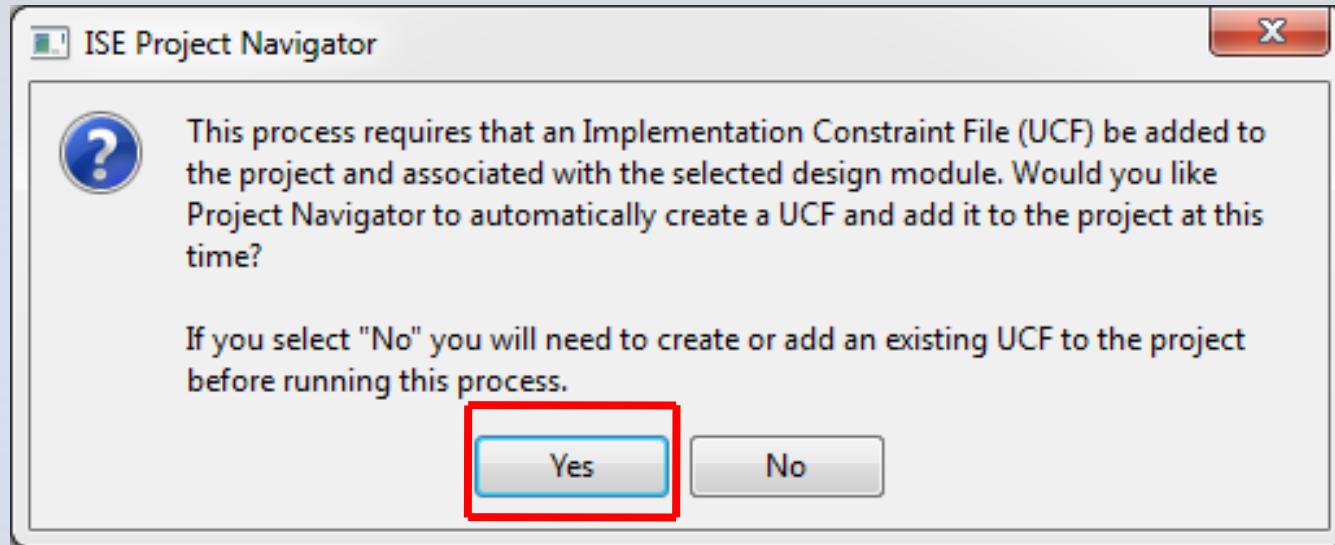 ISE Project Navigator
This process requires that an Implementation Constraint File (UCF) be added to
the project and associated with the selected design module. Would you like
Project Navigator to automatically create a UCF and add it to the project at this
time?
If you select "No" you will need to create or add an existing UCF to the project
before running this process.
Yes No